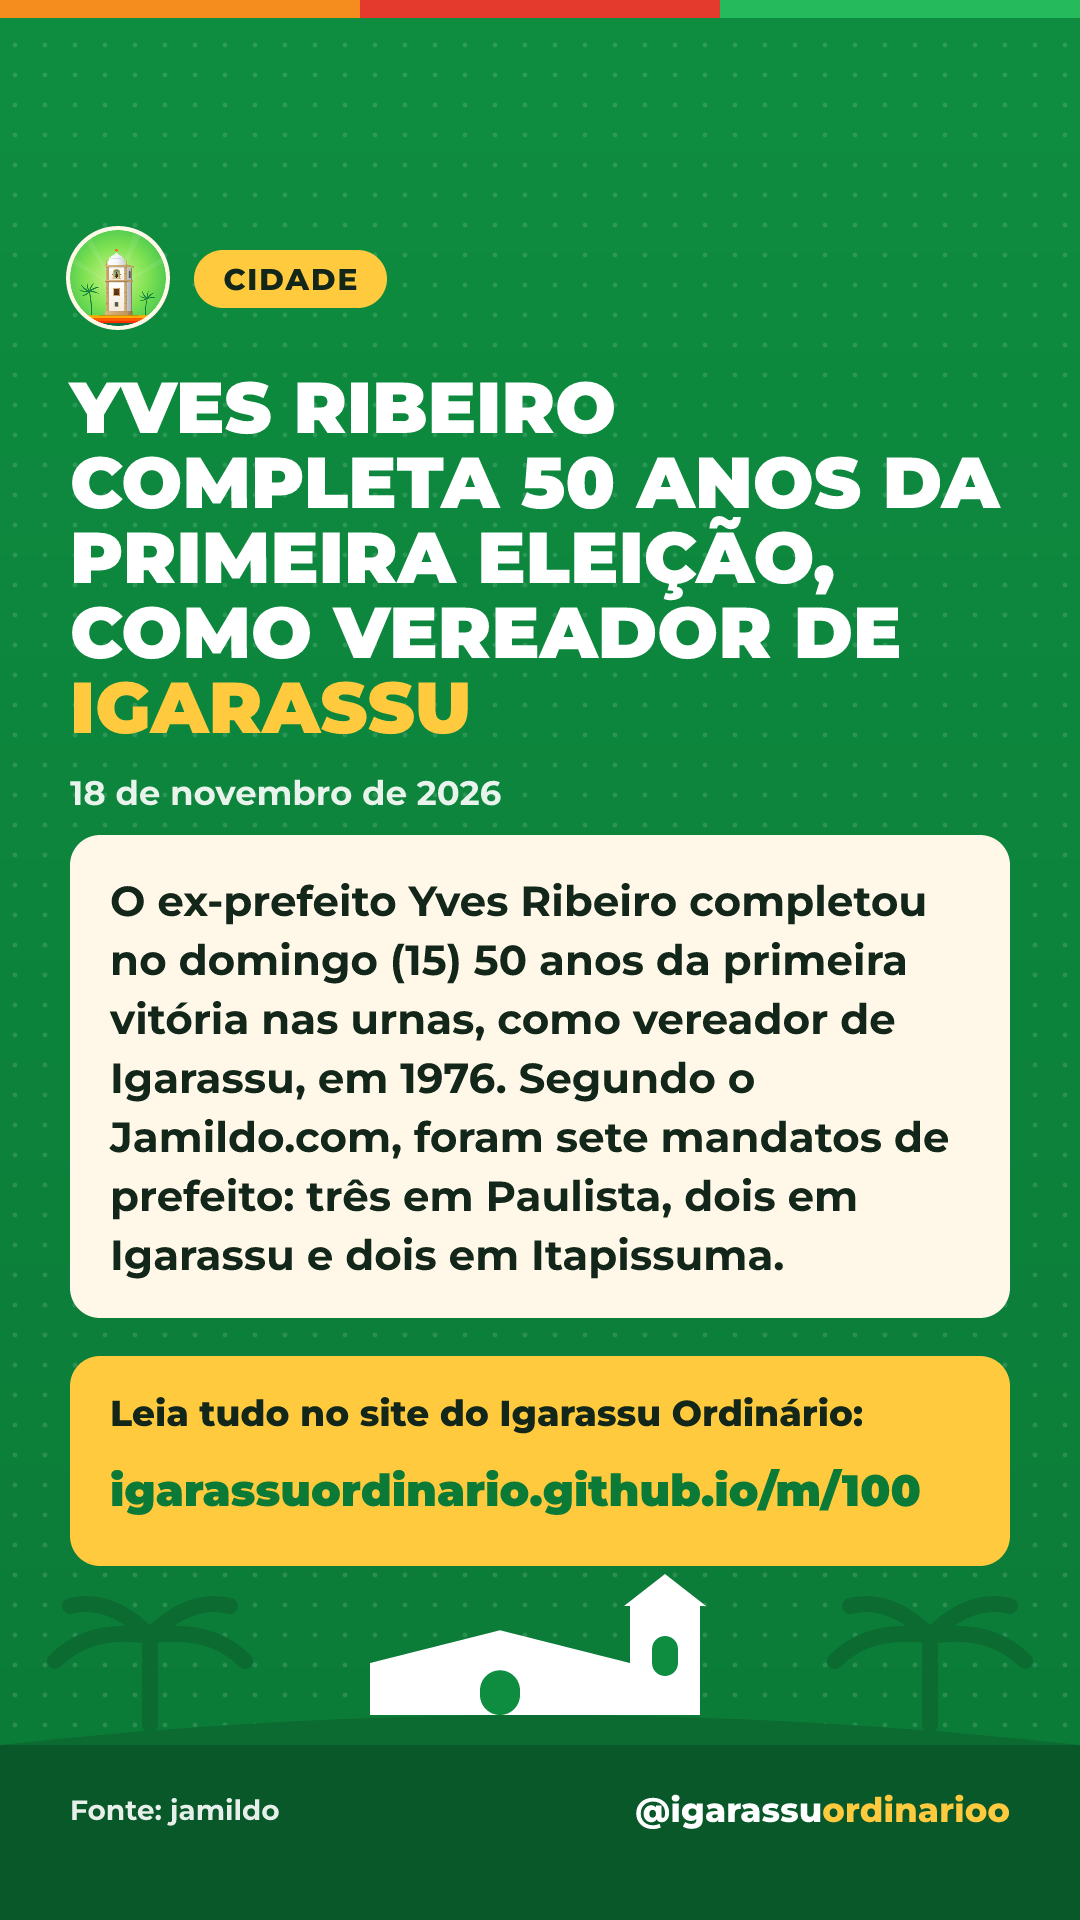 CIDADE
YVES RIBEIRO
COMPLETA 50 ANOS DA
PRIMEIRA ELEIÇÃO,
COMO VEREADOR DE
IGARASSU
18 de novembro de 2026
O ex-prefeito Yves Ribeiro completou
no domingo (15) 50 anos da primeira
vitória nas urnas, como vereador de
Igarassu, em 1976. Segundo o
Jamildo.com, foram sete mandatos de
prefeito: três em Paulista, dois em
Igarassu e dois em Itapissuma.
Leia tudo no site do Igarassu Ordinário:
igarassuordinario.github.io/m/100
Fonte: jamildo
@igarassuordinarioo